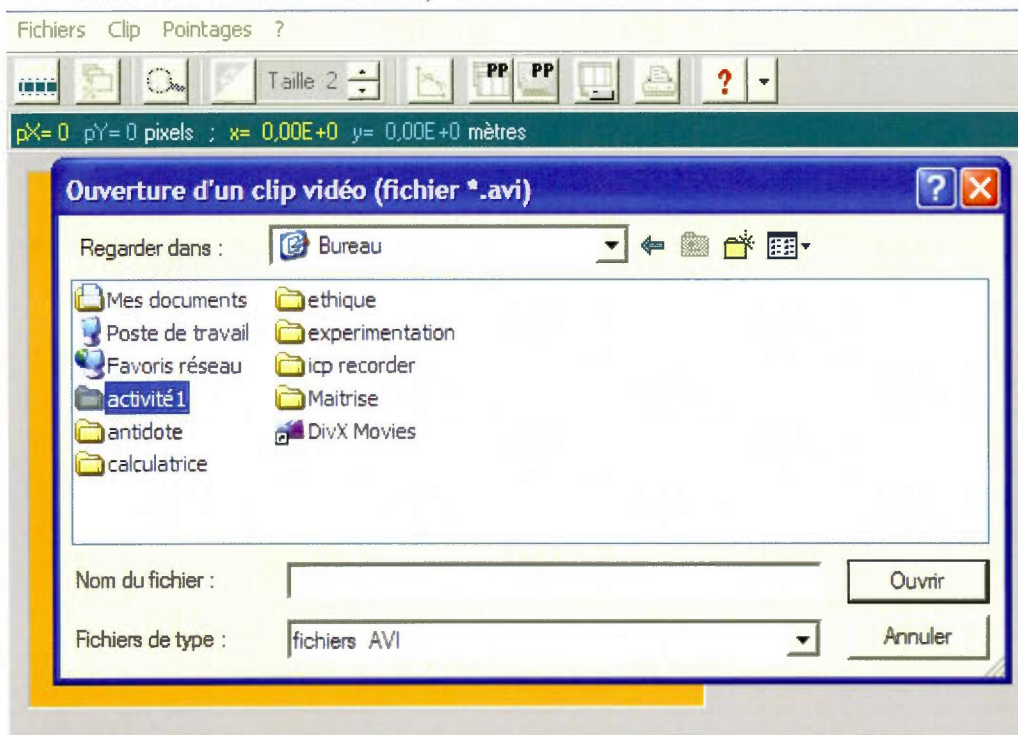 Fichiers Clip Pointages ?
Taille 2 PP PP ?
pX= 0 pY= 0 pixels ; x= 0,00E+0 y= 0,00E+0 mètres
Ouverture d'un clip vidéo (fichier *.avi)
Regarder dans : Bureau
Mes documents ethique
Poste de travail experimentation
Favoris réseau icp recorder
activité1 Maitrise
antidote DivX Movies
calculatrice
Nom du fichier : Ouvrir
Fichiers de type : fichiers AVI Annuler